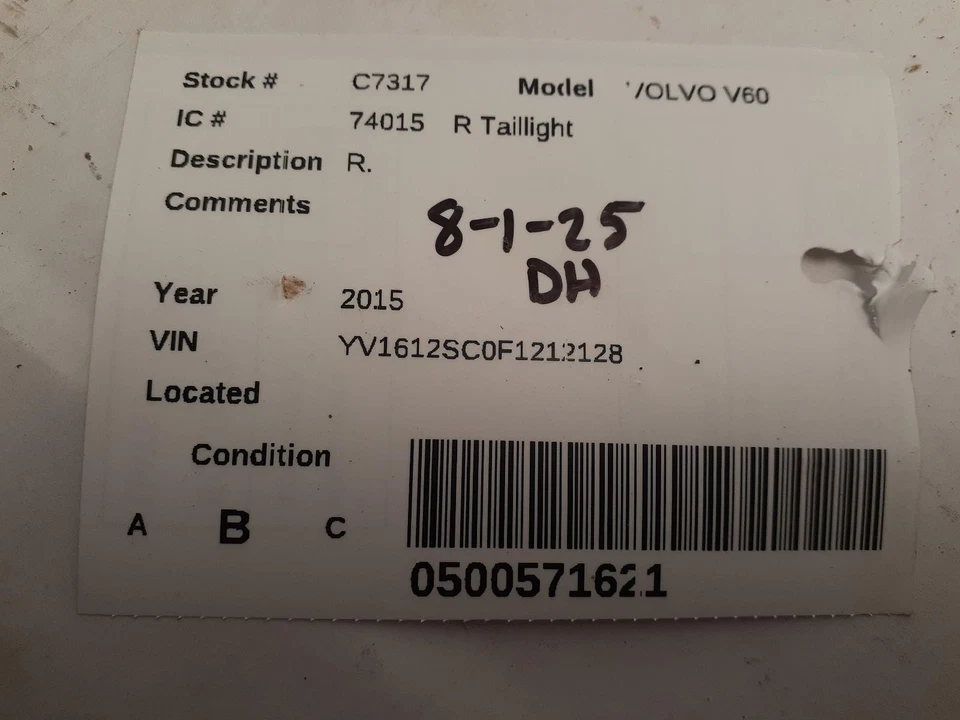 Stock # C7317 Model VOLVO V60
IC # 74015 R Taillight
Description R.
Comments
8-1-25
DH
Year 2015
VIN YV1612SC0F1212128
Located
Condition
A B C
0500571621